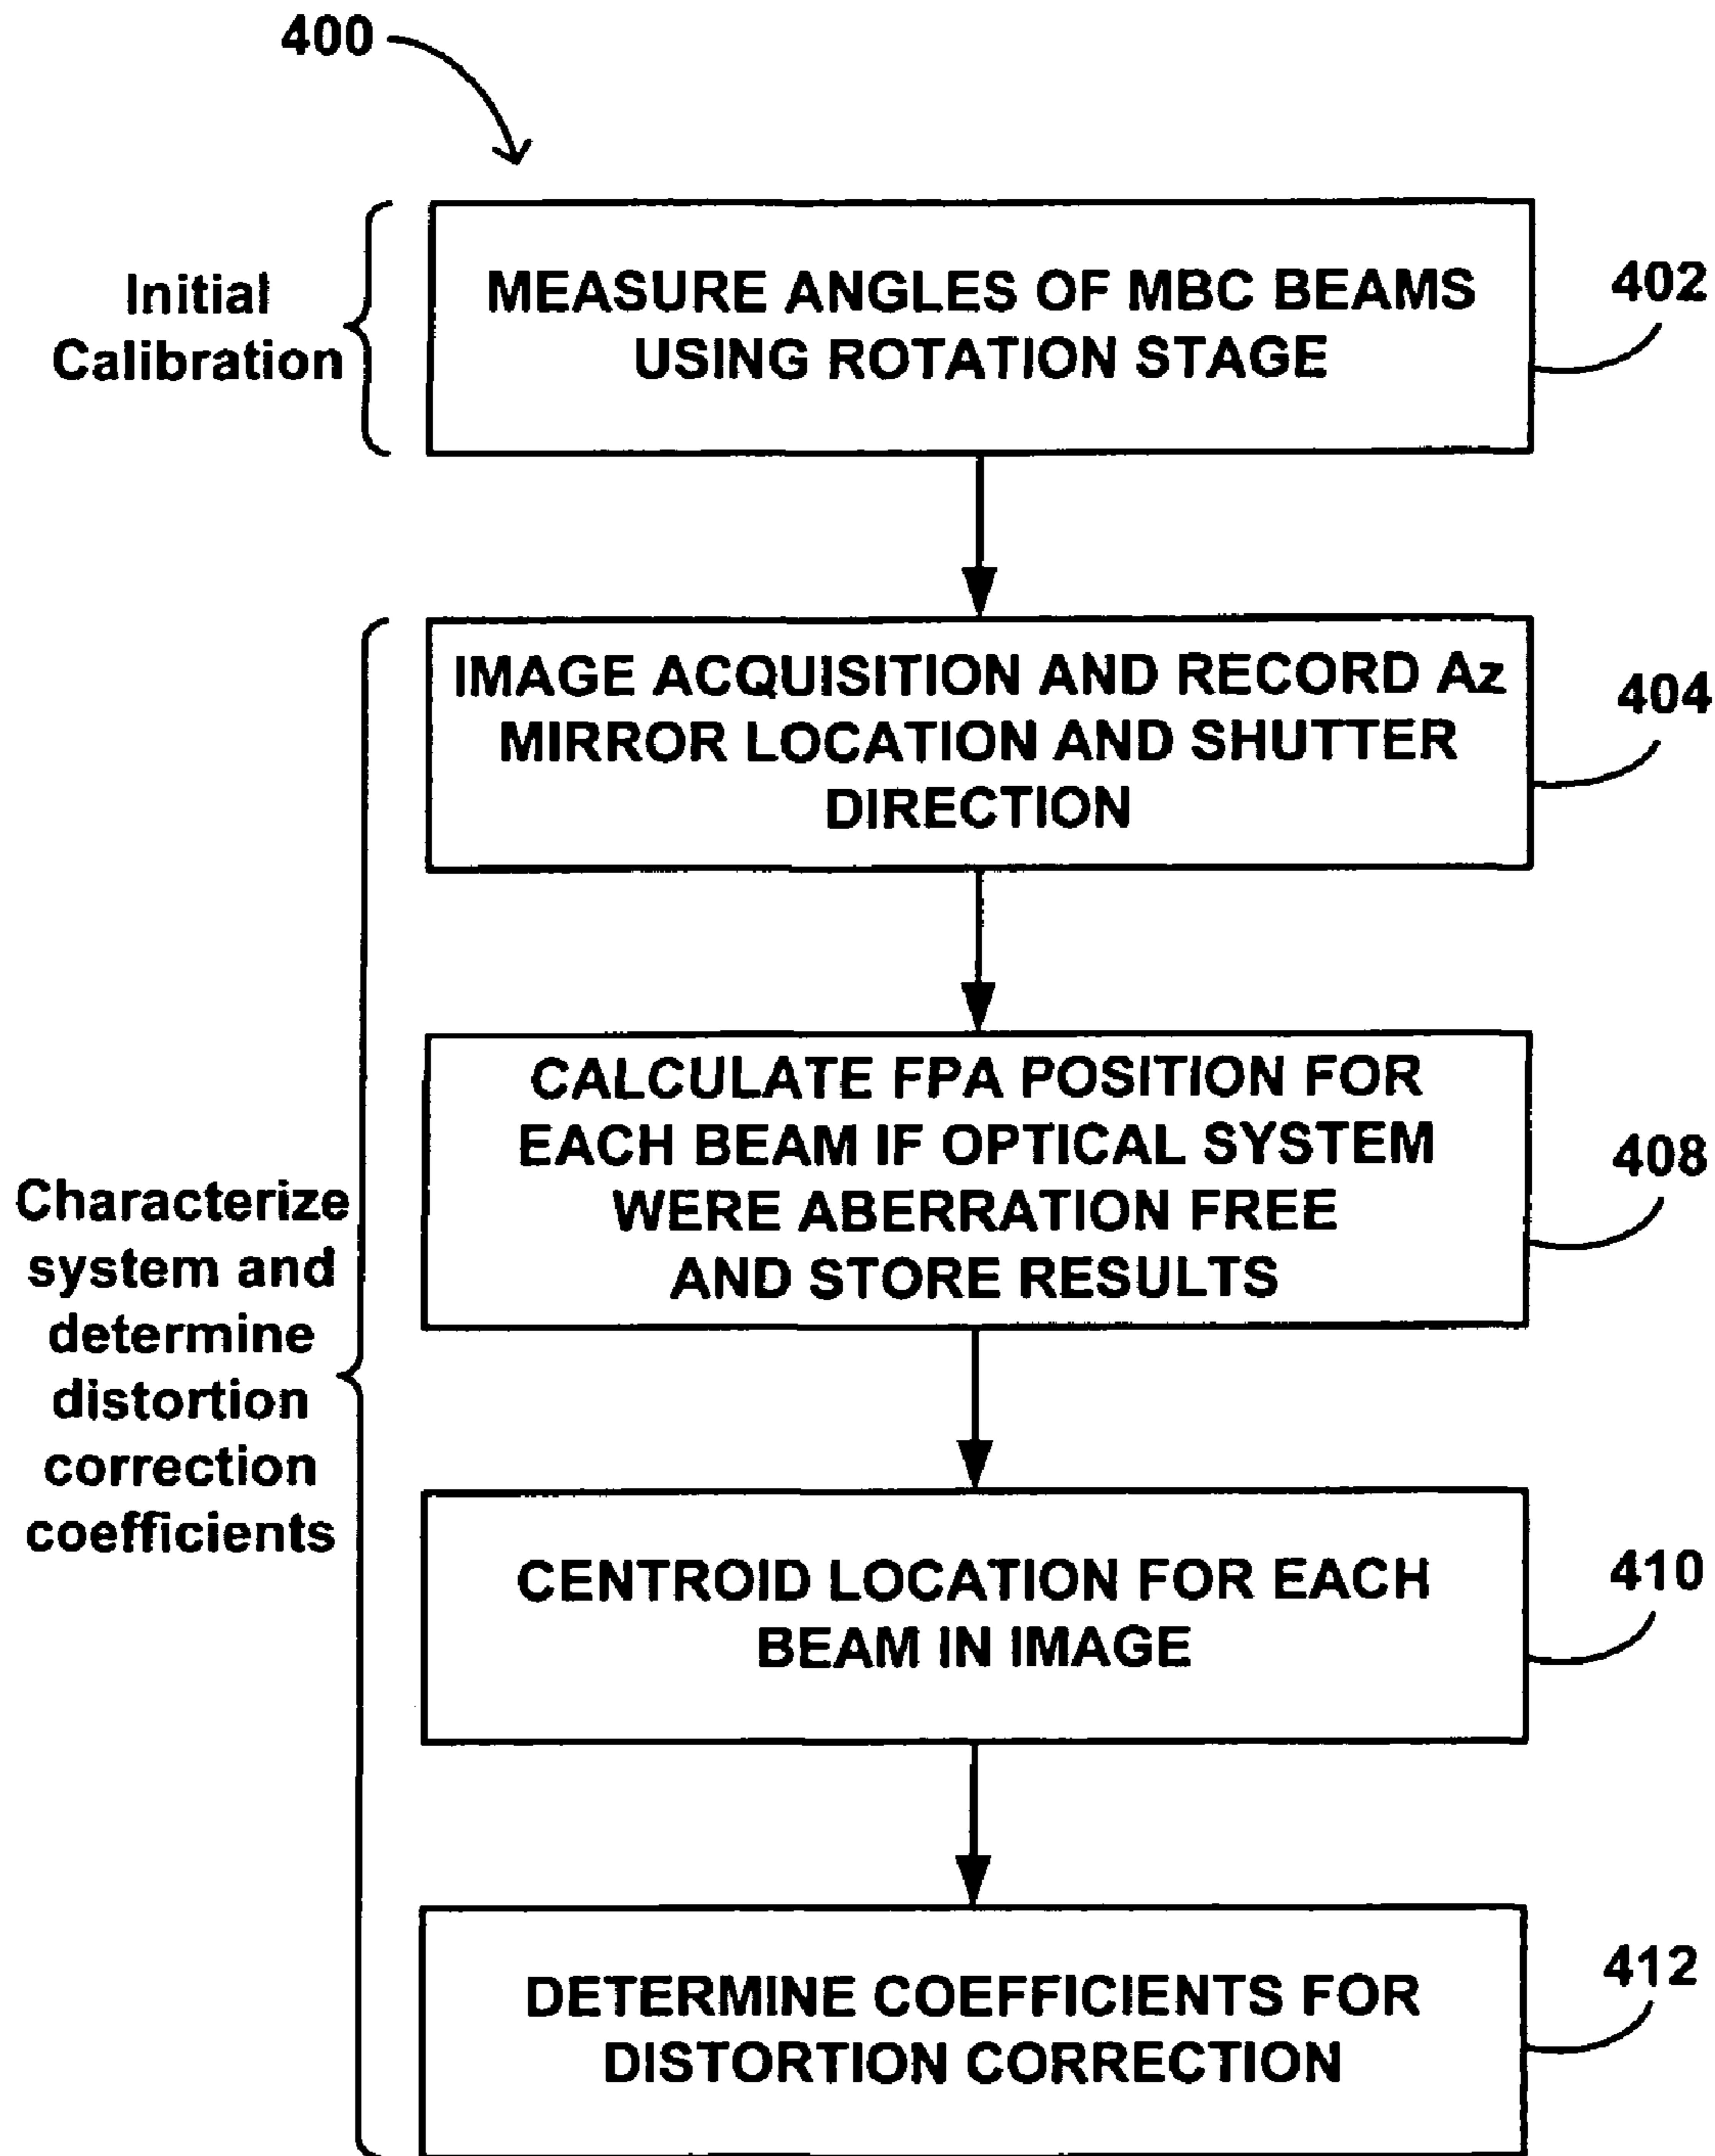 400
Initial
Calibration
MEASURE ANGLES OF MBC BEAMS
USING ROTATION STAGE
402
IMAGE ACQUISITION AND RECORD Az
MIRROR LOCATION AND SHUTTER
DIRECTION
404
Characterize
system and
determine
distortion
correction
coefficients
CALCULATE FPA POSITION FOR
EACH BEAM IF OPTICAL SYSTEM
WERE ABERRATION FREE
AND STORE RESULTS
408
CENTROID LOCATION FOR EACH
BEAM IN IMAGE
410
DETERMINE COEFFICIENTS FOR
DISTORTION CORRECTION
412